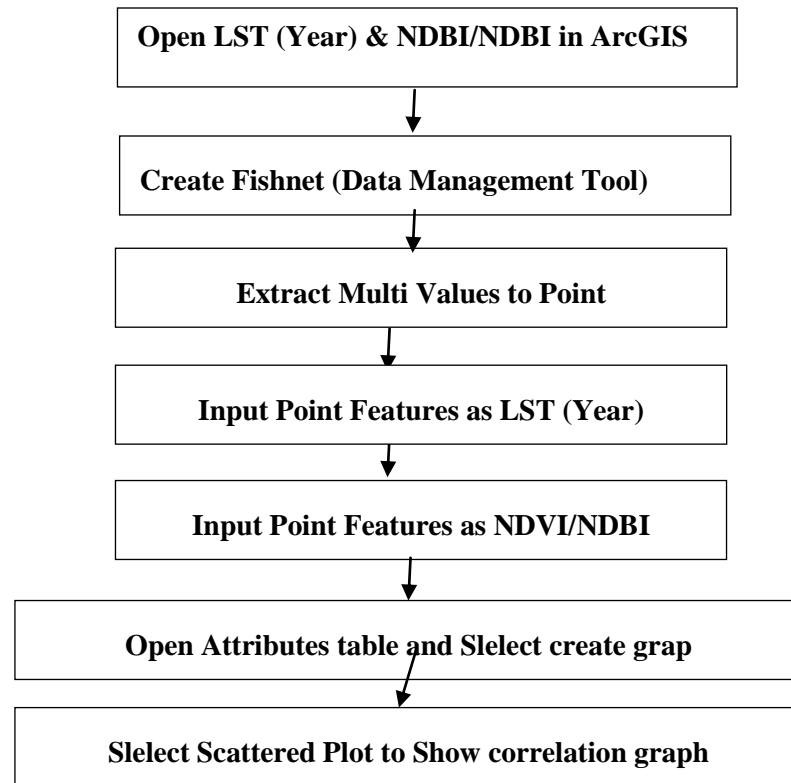 Open LST (Year) & NDBI/NDBI in ArcGIS
Create Fishnet (Data Management Tool)
Extract Multi Values to Point
Input Point Features as LST (Year)
Input Point Features as NDVI/NDBI
Open Attributes table and Slelect create grap
Slelect Scattered Plot to Show correlation graph